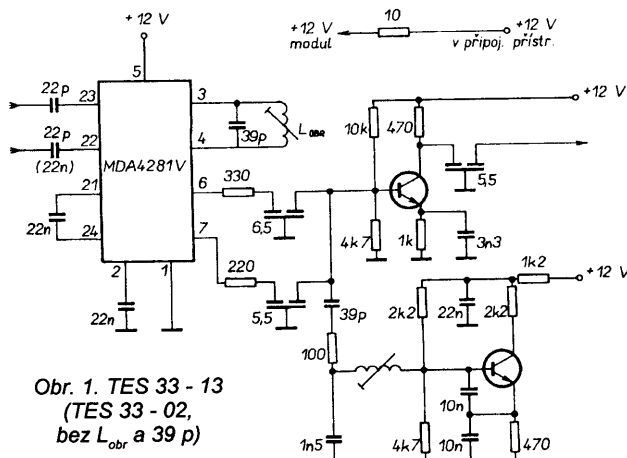 +12 V
10
+12 V
modul
+12 V
v připoj. přístr.
5
22p
23
3
22p
(22n)
22
4
39p
L OBR
MDA4281V
21
22n
24
6
330
6,5
7
220
5,5
2
1
22n
+12 V
10k
470
5,5
4k7
1k
3n3
1k2
+12 V
39p
2k2
22n
2k2
100
10n
1n5
4k7
10n
470
Obr. 1. TES 33 - 13
(TES 33 - 02,
bez Lobr a 39 p)